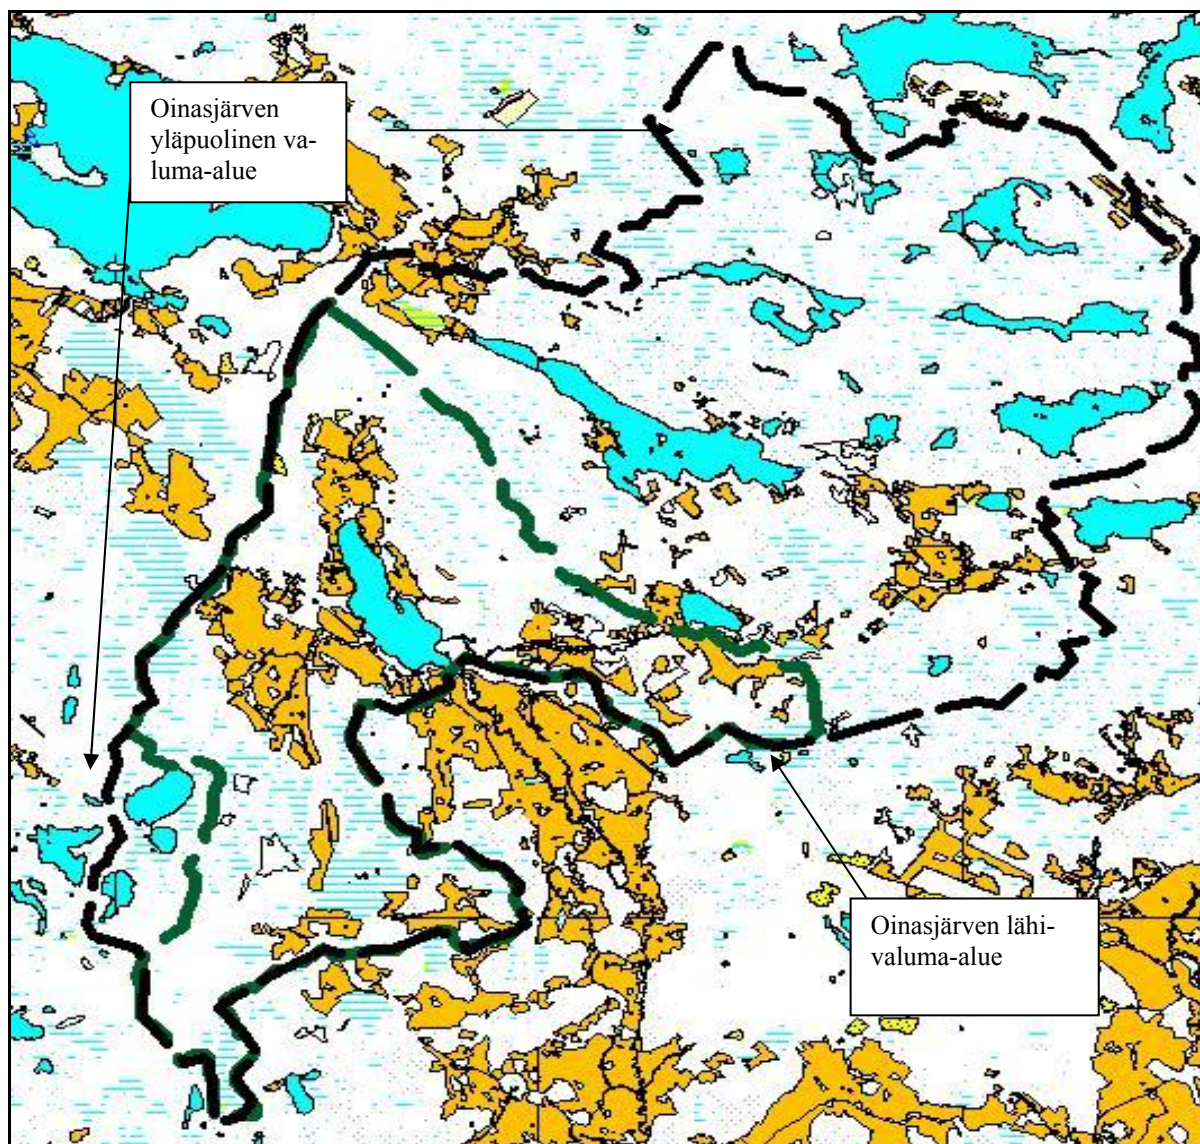 Oinasjärven
yläpuolinen va-
luma-alue
Oinasjärven lähi-
valuma-alue